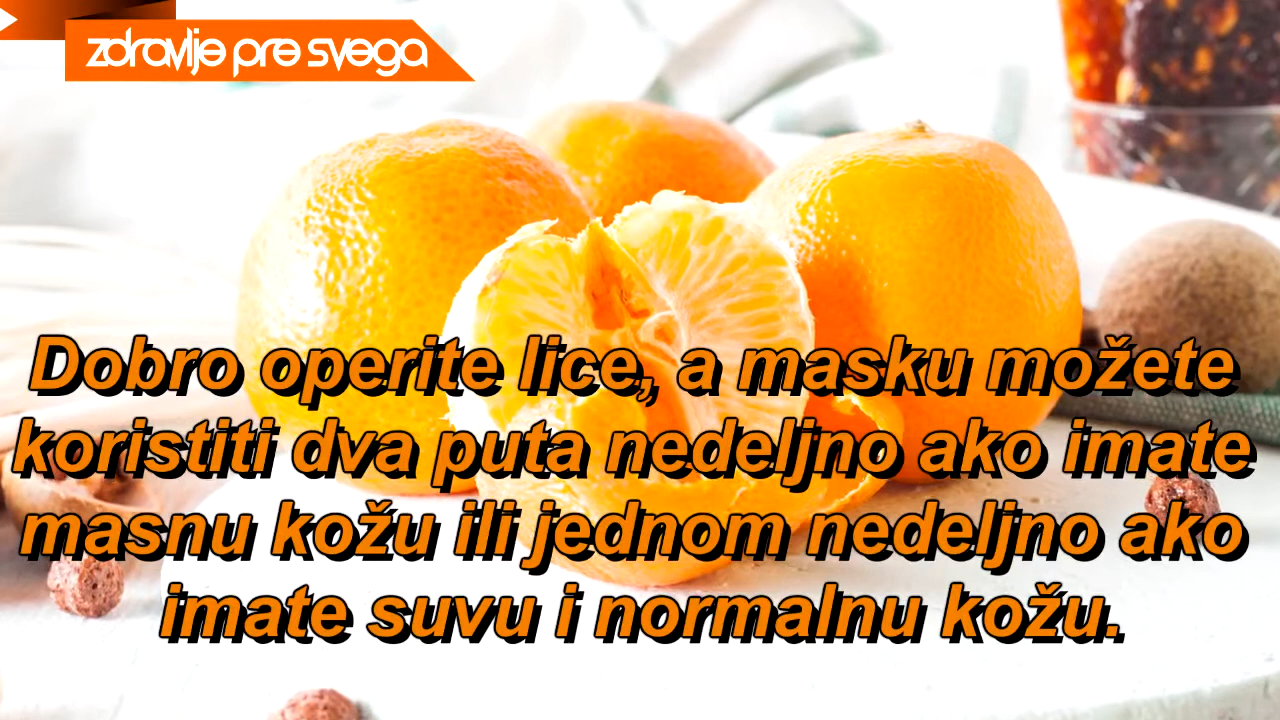 zdravlje pre svega
Dobro operite lice, a masku možete
koristiti dva puta nedeljno ako imate
masnu kožu ili jednom nedeljno ako
imate suvu i normalnu kožu.